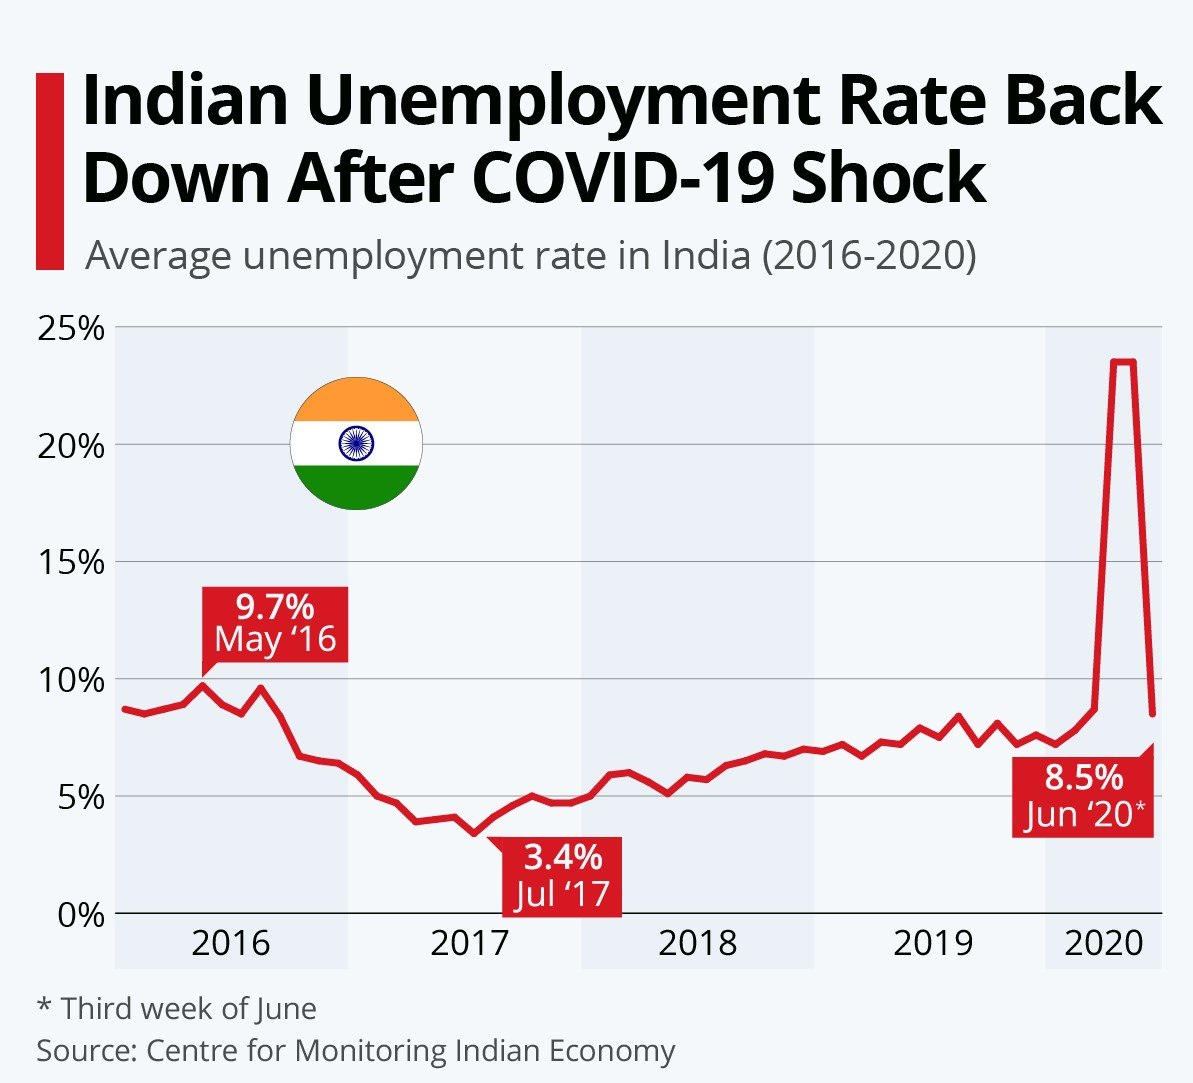 Indian Unemployment Rate Back
Down After COVID-19 Shock
Average unemployment rate in India (2016-2020)
25%
20%
15%
10%
5%
0%
9.7%
May ‘16
3.4%
Jul ‘17
8.5%
Jun ‘20*
2016
2017
2018
2019
2020
* Third week of June
Source: Centre for Monitoring Indian Economy